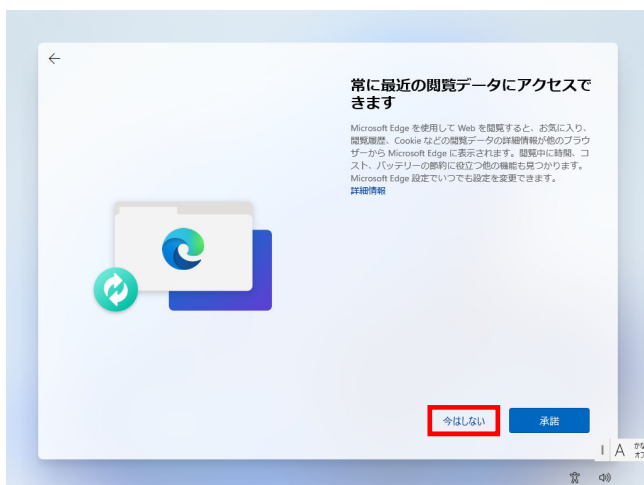 常に最近の閲覧データにアクセスで
きます
Microsoft Edge を使用して Web を閲覧すると、お気に入り、
閲覧履歴、Cookie などの閲覧データの詳細情報が他のブラウ
ザーから Microsoft Edge に表示されます。閲覧中に時間、コ
スト、バッテリーの節約に役立つ他の機能も見つかります。
Microsoft Edge 設定でいつでも設定を変更できます。
詳細情報
今はしない
承諾
A